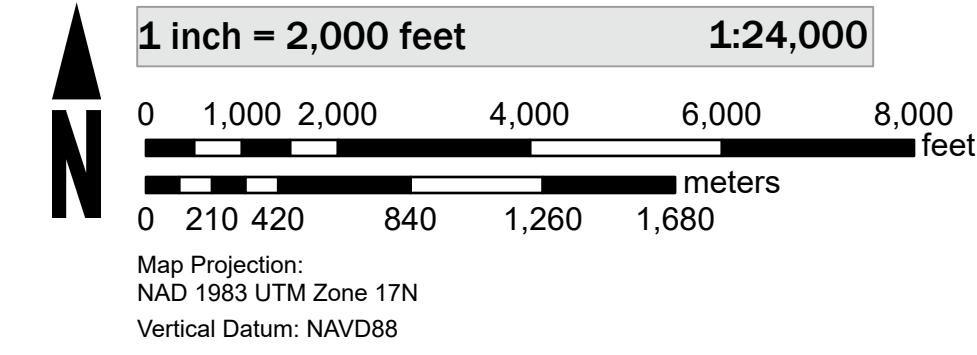 1 inch = 2,000 feet 1:24,000
0 1,000 2,000 4,000 6,000 8,000
feet
N
meters
0 210 420 840 1,260 1,680
Map Projection:
NAD 1983 UTM Zone 17N
Vertical Datum: NAVD88